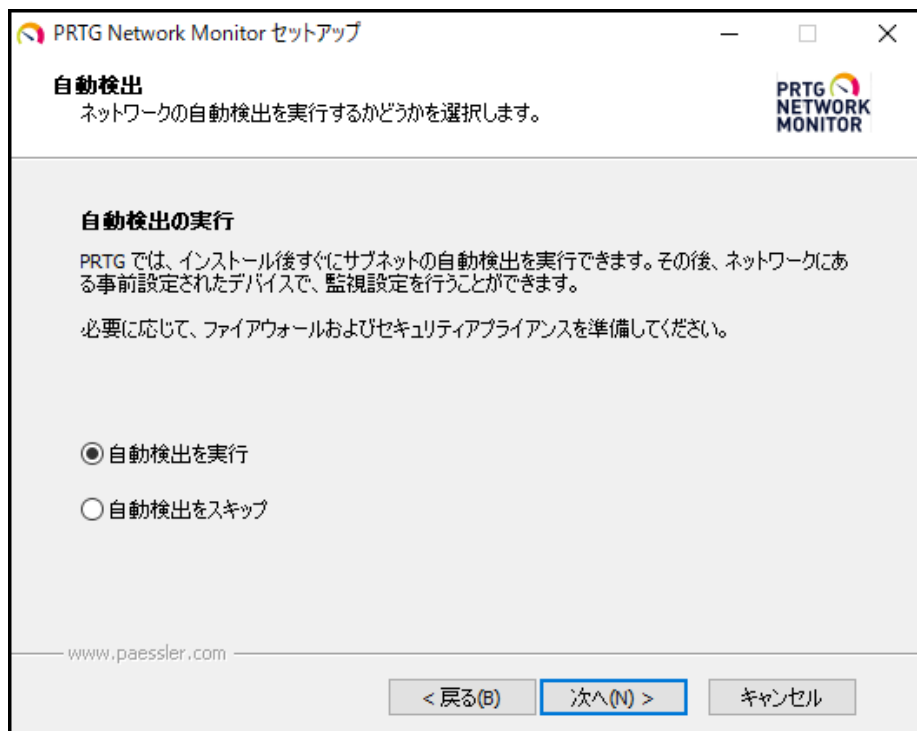 PRTG Network Monitor セットアップ
自動検出
ネットワークの自動検出を実行するかどうかを選択します。
PRTG
NETWORK
MONITOR
自動検出の実行
PRTG では、インストール後すぐにサブネットの自動検出を実行できます。その後、ネットワークにあ
る事前設定されたデバイスで、監視設定を行うことができます。
必要に応じて、ファイアウォールおよびセキュリティアプライアンスを準備してください。
自動検出を実行
自動検出をスキップ
www.paessler.com
< 戻る(B)
次へ(N) >
キャンセル